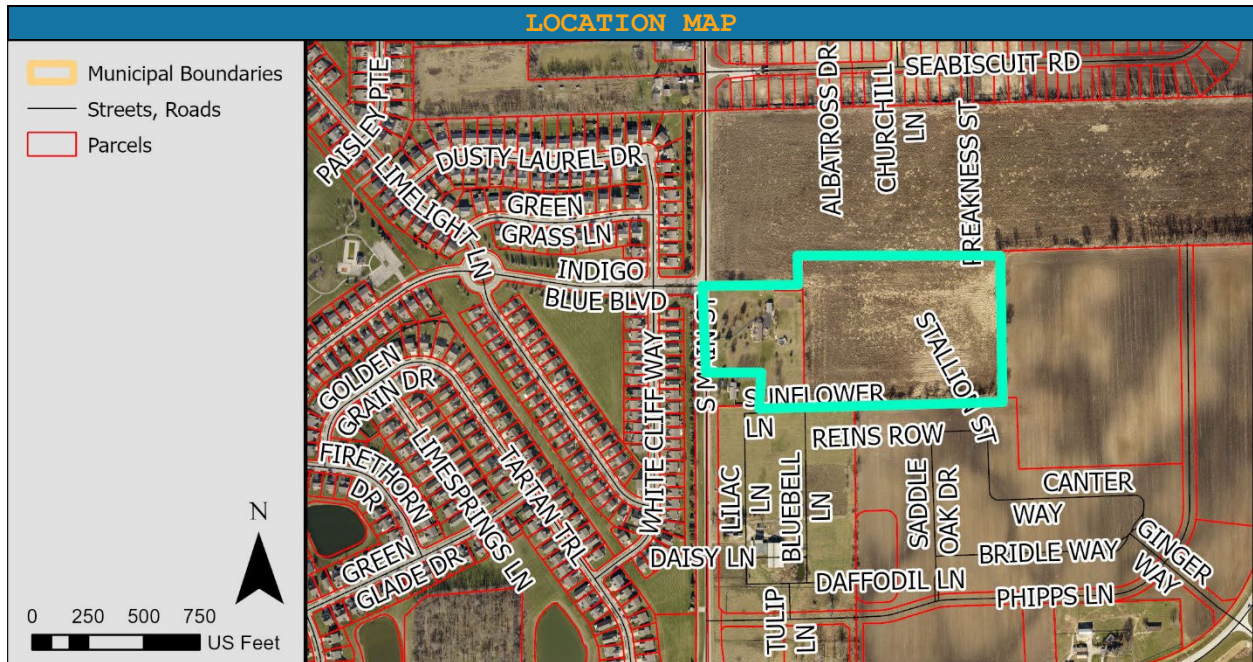 LOCATION MAP
Municipal Boundaries
Streets, Roads
Parcels
N
0 250 500 750
US Feet
PAISLEY PTE
LIMELIGHT LN
DUSTY LAUREL DR
GREEN
GRASS LN
INDIGO
BLUE BLVD
GOLDEN
GRAIN DR
FIRETHORN
DR
LIMESPRINGS LN
TARTAN TRL
GREEN
GLADE DR
WHITE CLIFF WAY
S MAIN ST
ALBATROSS DR
CHURCHILL
LN
SEABISCUIT RD
PREAKNESS ST
STALLION ST
SUNFLOWER
LN
REINS ROW
LILAC
LN
BLUEBELL
LN
SADDLE
OAK DR
CANTER
WAY
DAISY LN
BRIDLE WAY
GINGER
WAY
DAFFODIL LN
PHIPPS LN
TULIP
LN